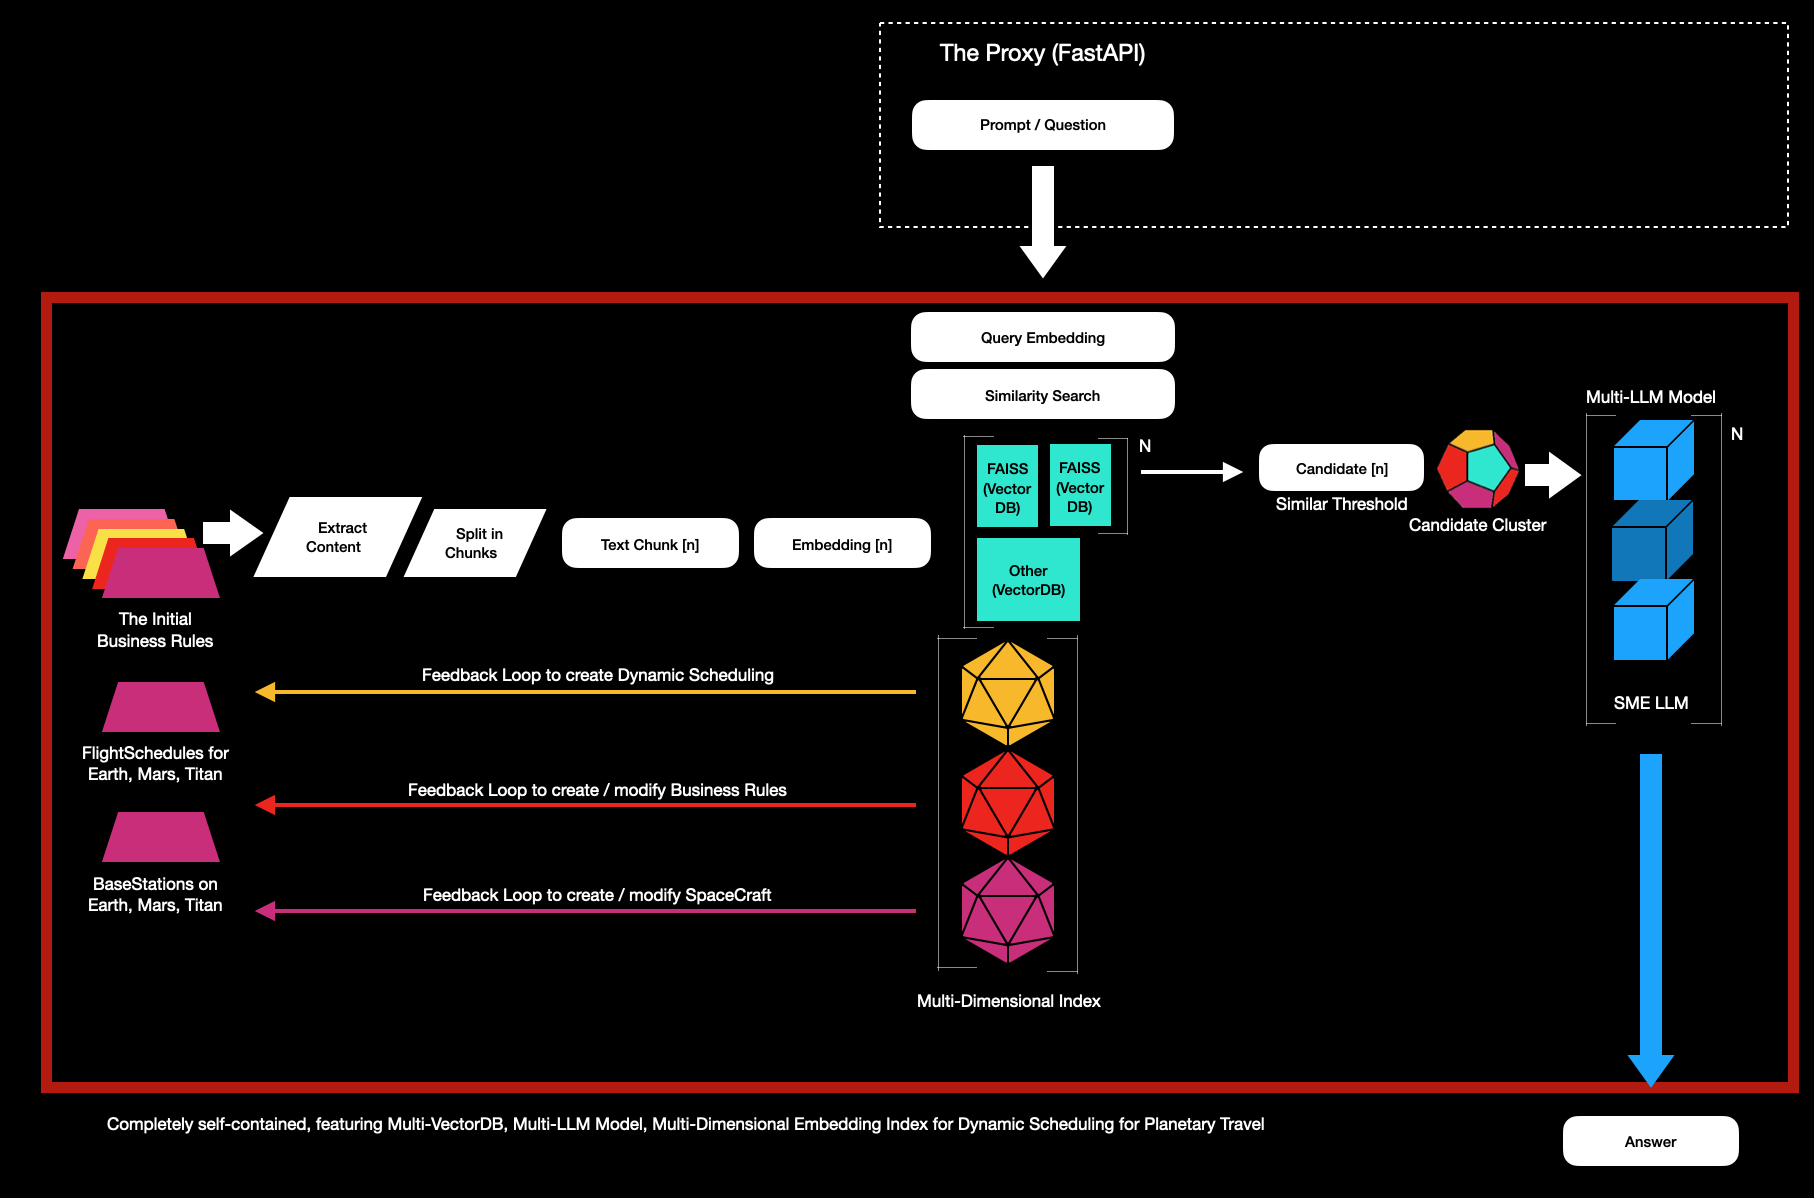 The Proxy (FastAPI)
Prompt / Question
Query Embedding
Similarity Search
Multi-LLM Model
N
N
FAISS
(Vector
DB)
FAISS
(Vector
DB)
Candidate [n]
Similar Threshold
Candidate Cluster
Extract
Content
Split in
Chunks
Text Chunk [n]
Embedding [n]
Other
(VectorDB)
The Initial
Business Rules
Feedback Loop to create Dynamic Scheduling
SME LLM
FlightSchedules for
Earth, Mars, Titan
Feedback Loop to create / modify Business Rules
BaseStations on
Earth, Mars, Titan
Feedback Loop to create / modify SpaceCraft
Multi-Dimensional Index
Completely self-contained, featuring Multi-VectorDB, Multi-LLM Model, Multi-Dimensional Embedding Index for Dynamic Scheduling for Planetary Travel
Answer